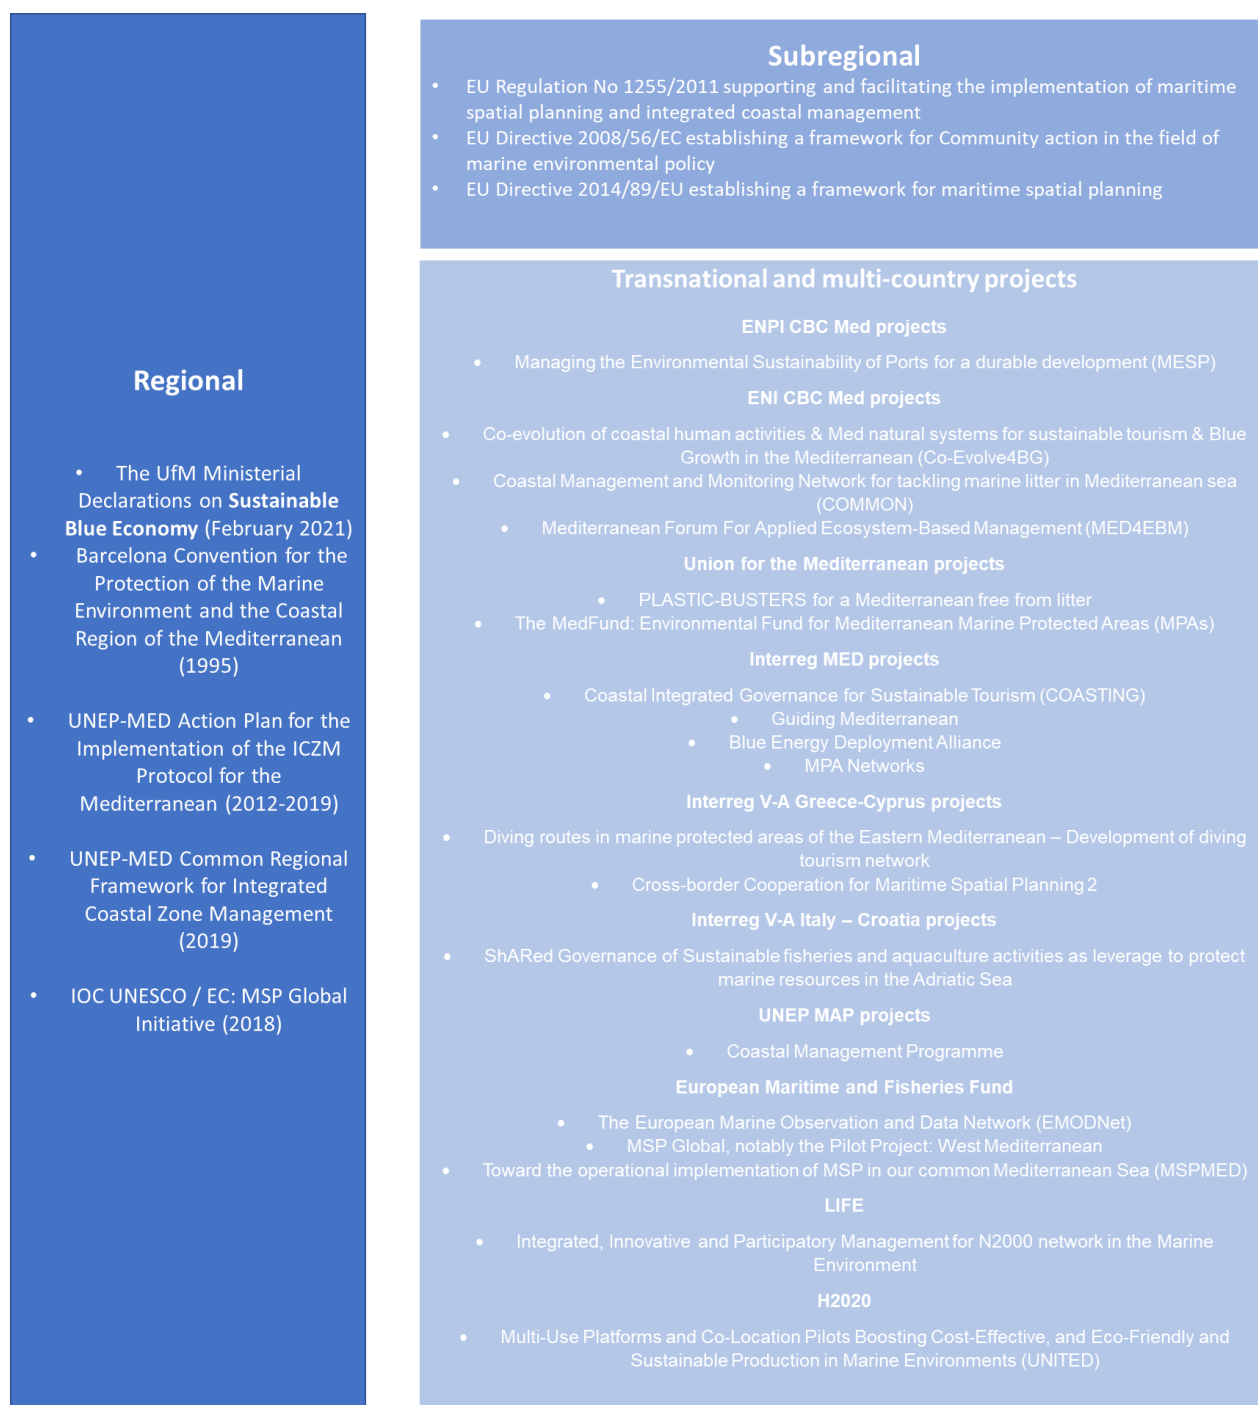 Regional
• The UfM Ministerial
Declarations on Sustainable
Blue Economy (February 2021)
• Barcelona Convention for the
Protection of the Marine
Environment and the Coastal
Region of the Mediterranean
(1995)
• UNEP-MED Action Plan for the
Implementation of the ICZM
Protocol for the
Mediterranean (2012-2019)
• UNEP-MED Common Regional
Framework for Integrated
Coastal Zone Management
(2019)
• IOC UNESCO / EC: MSP Global
Initiative (2018)
Subregional
• EU Regulation No 1255/2011 supporting and facilitating the implementation of maritime
spatial planning and integrated coastal management
• EU Directive 2008/56/EC establishing a framework for Community action in the field of
marine environmental policy
• EU Directive 2014/89/EU establishing a framework for maritime spatial planning
Transnational and multi-country projects
ENPI CBC Med projects
• Managing the Environmental Sustainability of Ports for a durable development (MESP)
ENI CBC Med projects
• Co-evolution of coastal human activities & Med natural systems for sustainable tourism & Blue
Growth in the Mediterranean (Co-Evolve4BG)
• Coastal Management and Monitoring Network for tackling marine litter in Mediterranean sea
(COMMON)
• Mediterranean Forum For Applied Ecosystem-Based Management (MED4EBM)
Union for the Mediterranean projects
• PLASTIC-BUSTERS for a Mediterranean free from litter
• The MedFund: Environmental Fund for Mediterranean Marine Protected Areas (MPAs)
Interreg MED projects
• Coastal Integrated Governance for Sustainable Tourism (COASTING)
• Guiding Mediterranean
• Blue Energy Deployment Alliance
• MPA Networks
Interreg V-A Greece-Cyprus projects
• Diving routes in marine protected areas of the Eastern Mediterranean – Development of diving
tourism network
• Cross-border Cooperation for Maritime Spatial Planning 2
Interreg V-A Italy – Croatia projects
• ShARed Governance of Sustainable fisheries and aquaculture activities as leverage to protect
marine resources in the Adriatic Sea
UNEP MAP projects
• Coastal Management Programme
European Maritime and Fisheries Fund
• The European Marine Observation and Data Network (EMODNet)
• MSP Global, notably the Pilot Project: West Mediterranean
• Toward the operational implementation of MSP in our common Mediterranean Sea (MSPMED)
LIFE
• Integrated, Innovative and Participatory Management for N2000 network in the Marine
Environment
H2020
• Multi-Use Platforms and Co-Location Pilots Boosting Cost-Effective, and Eco-Friendly and
Sustainable Production in Marine Environments (UNITED)